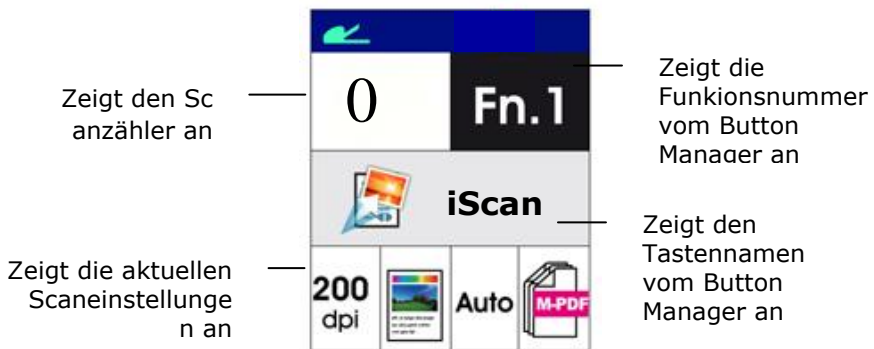 Zeigt den Sc
anzähler an
0
Fn.1
Zeigt die
Funkionsnummer
vom Button
Manager an
iScan
Zeigt den
Tastennamen
vom Button
Manager an
Zeigt die aktuellen
Scaneinstellunge
n an
200
dpi
Auto
M-PDF